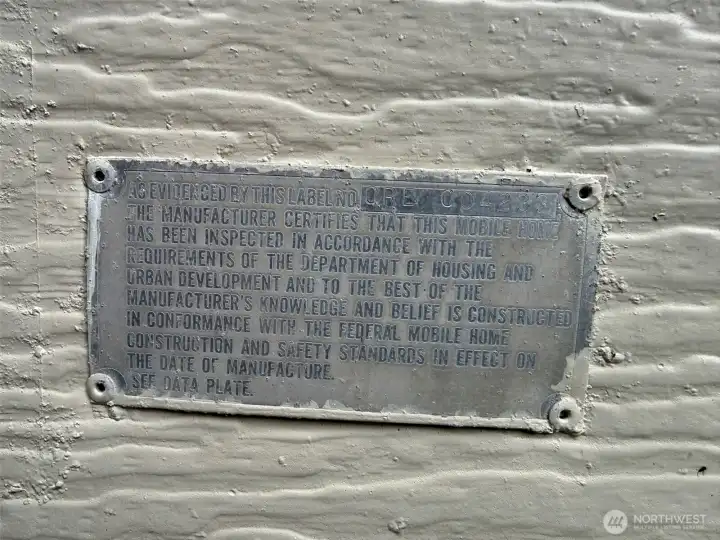 AS EVIDENCED BY THIS LABEL NO.
THE MANUFACTURER CERTIFIES THAT THIS MOBILE HOME
HAS BEEN INSPECTED IN ACCORDANCE WITH THE
REQUIREMENTS OF THE DEPARTMENT OF HOUSING AND
URBAN DEVELOPMENT AND TO THE BEST OF THE
MANUFACTURER'S KNOWLEDGE AND BELIEF IS CONSTRUCTED
IN CONFORMANCE WITH THE FEDERAL MOBILE HOME
CONSTRUCTION AND SAFETY STANDARDS IN EFFECT ON
THE DATE OF MANUFACTURE.
SEE DATA PLATE.
NORTHWEST